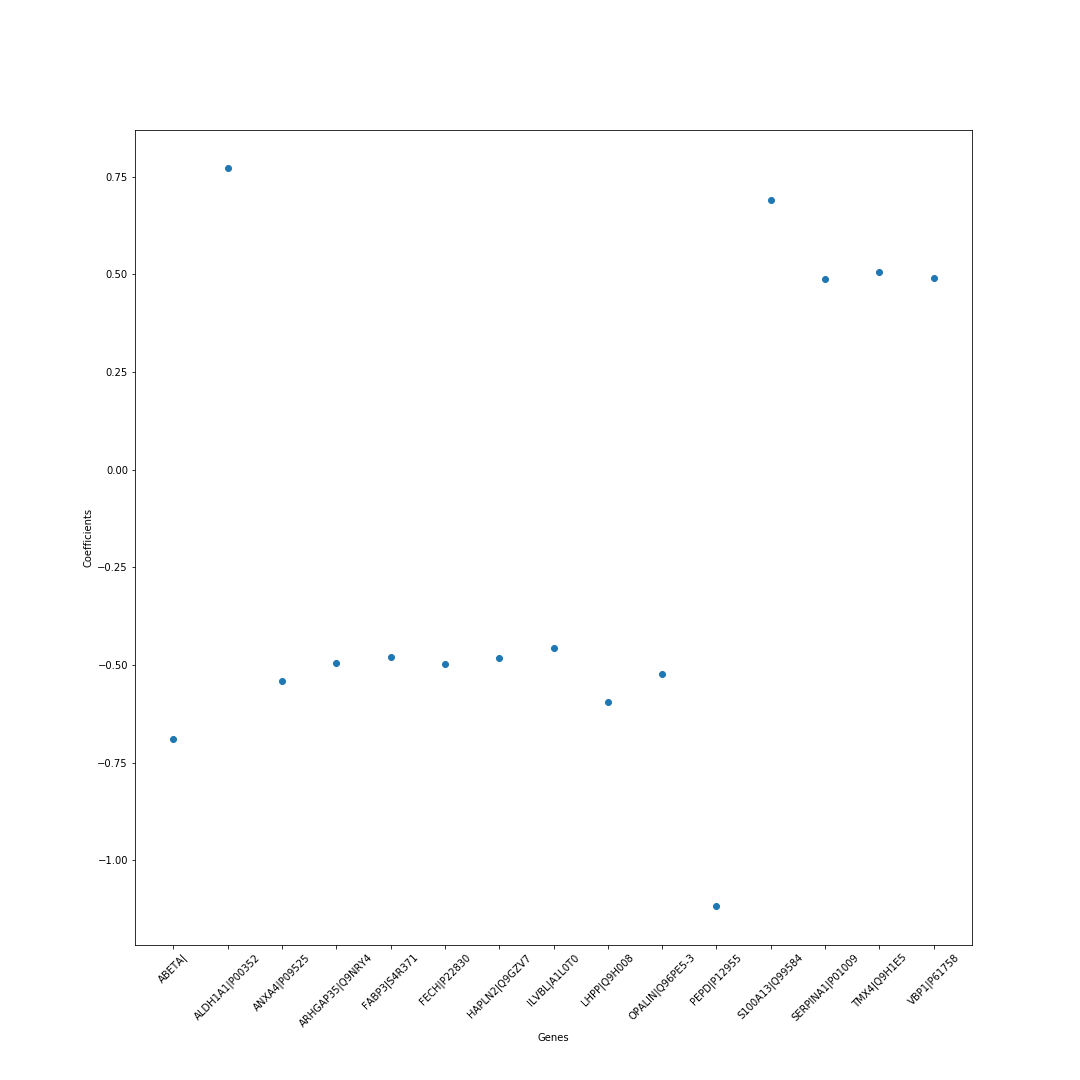 0.75
0.50
0.25
0.00
−0.25
−0.50
−0.75
−1.00
Coefficients
ABETA|
ALDH1A1|P00352
ANXA4|P09525
ARHGAP35|Q9NRY4
FABP3|S4R371
FECH|P22830
HAPLN2|Q9GZV7
ILVBL|A1L0T0
LHPP|Q9H008
OPALIN|Q96PE5-3
PEPD|P12955
S100A13|Q99584
SERPINA1|P01009
TMX4|Q9H1E5
VBP1|P61758
Genes